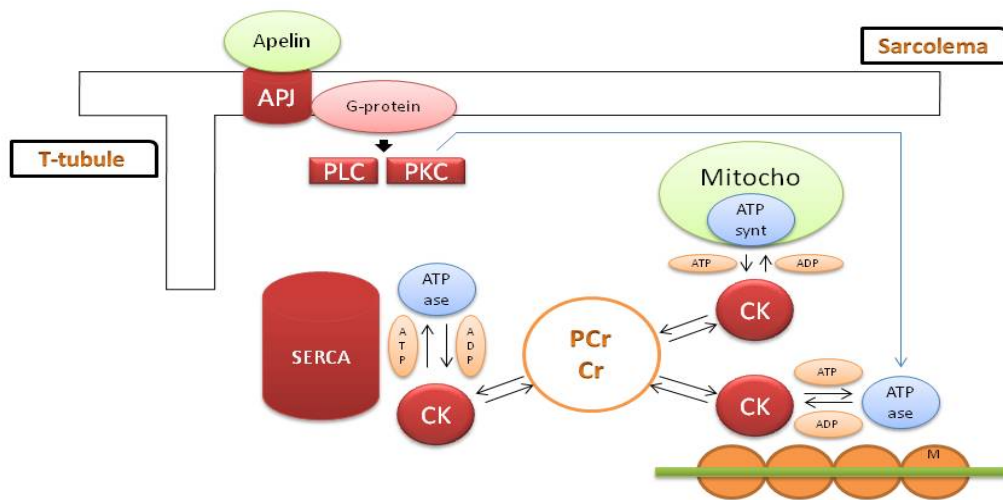 Apelin
Sarcolema
APJ
G-protein
T-tubule
PLC
PKC
Mitocho
ATP
synt
ATP
ADP
CK
ATP
ase
A
T
P
A
D
P
SERCA
CK
PCr
Cr
CK
ATP
ADP
ATP
ase
M